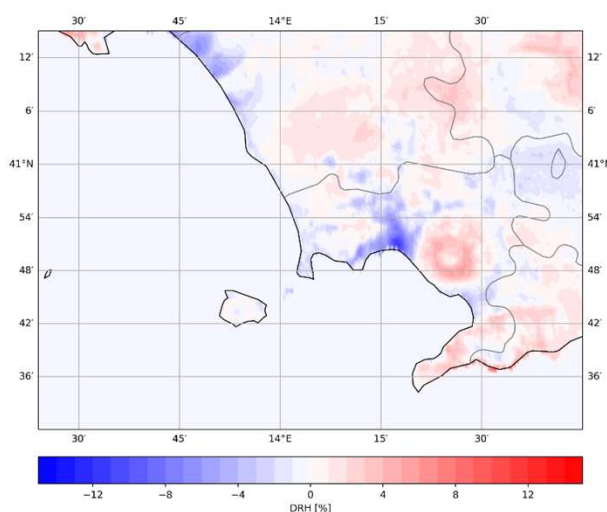 30′ 45′ 14°E 15′ 30′
12′ 12′
6′ 6′
41°N 41°N
54′ 54′
48′ 48′
42′ 42′
36′ 36′
30′ 45′ 14°E 15′ 30′
−12 −8 −4 0 4 8 12
DRH [%]